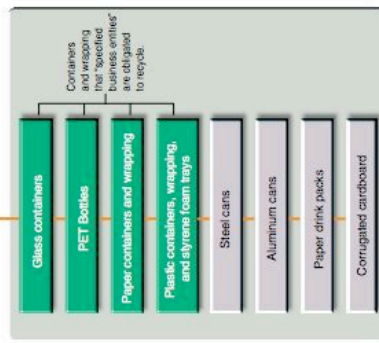 Containers
and wrapping
that "specified
business entities"
are obligated
to recycle.
Glass containers
PET Bottles
Paper containers and wrapping
Plastic containers, wrapping,
and styrene foam trays
Steel cans
Aluminum cans
Paper drink packs
Corrugated cardboard